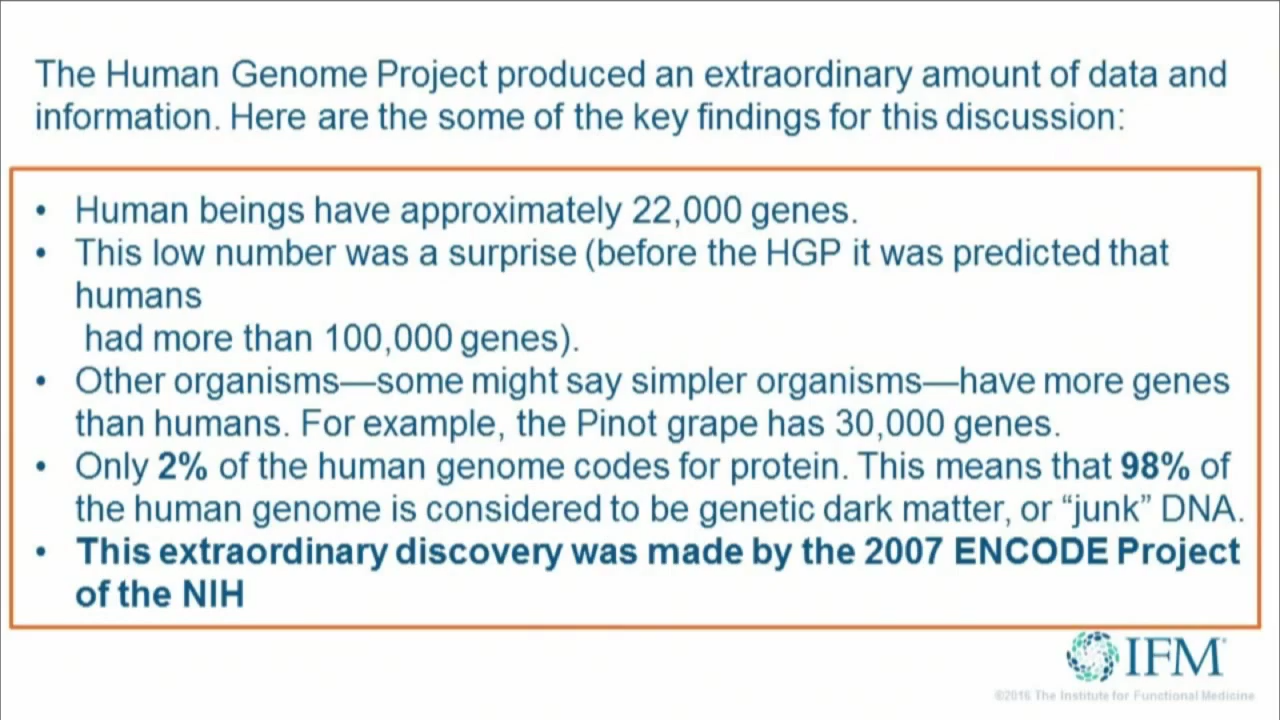 The Human Genome Project produced an extraordinary amount of data and
information. Here are the some of the key findings for this discussion:
• Human beings have approximately 22,000 genes.
• This low number was a surprise (before the HGP it was predicted that
humans
had more than 100,000 genes).
• Other organisms—some might say simpler organisms—have more genes
than humans. For example, the Pinot grape has 30,000 genes.
• Only 2% of the human genome codes for protein. This means that 98% of
the human genome is considered to be genetic dark matter, or “junk” DNA.
• This extraordinary discovery was made by the 2007 ENCODE Project
of the NIH
IFM
©2016 The Institute for Functional Medicine